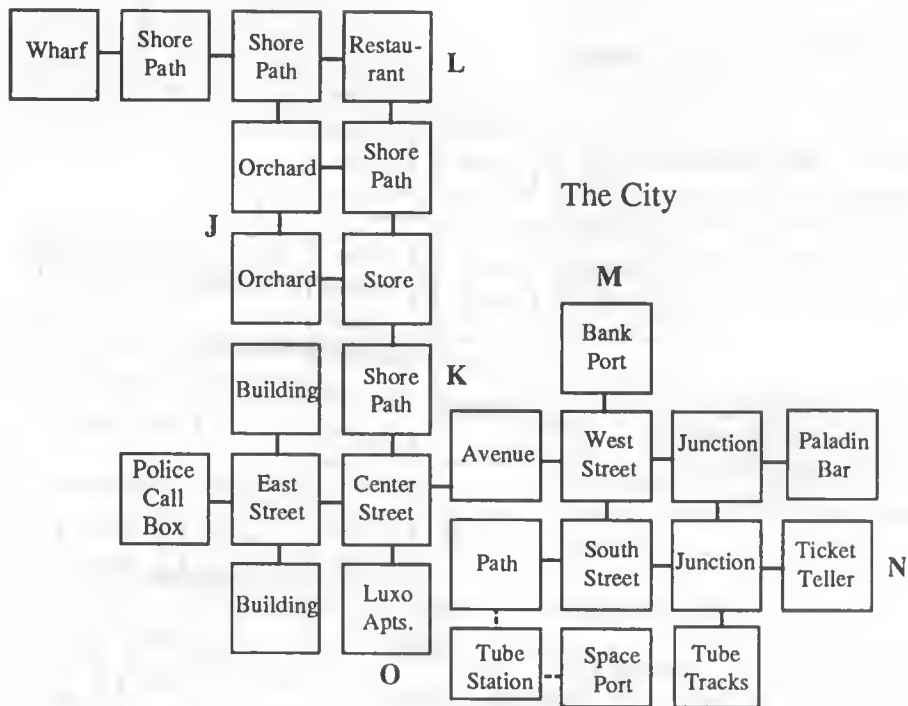 Wharf
Shore
Path
Shore
Path
Restau-
rant
L
Orchard
Shore
Path
The City
J
Orchard
Store
M
Bank
Port
Building
Shore
Path
K
Avenue
West
Street
Junction
Paladin
Bar
Police
Call
Box
East
Street
Center
Street
Path
South
Street
Junction
Ticket
Teller
N
Building
Luxo
Apts.
O
Tube
Station
Space
Port
Tube
Tracks